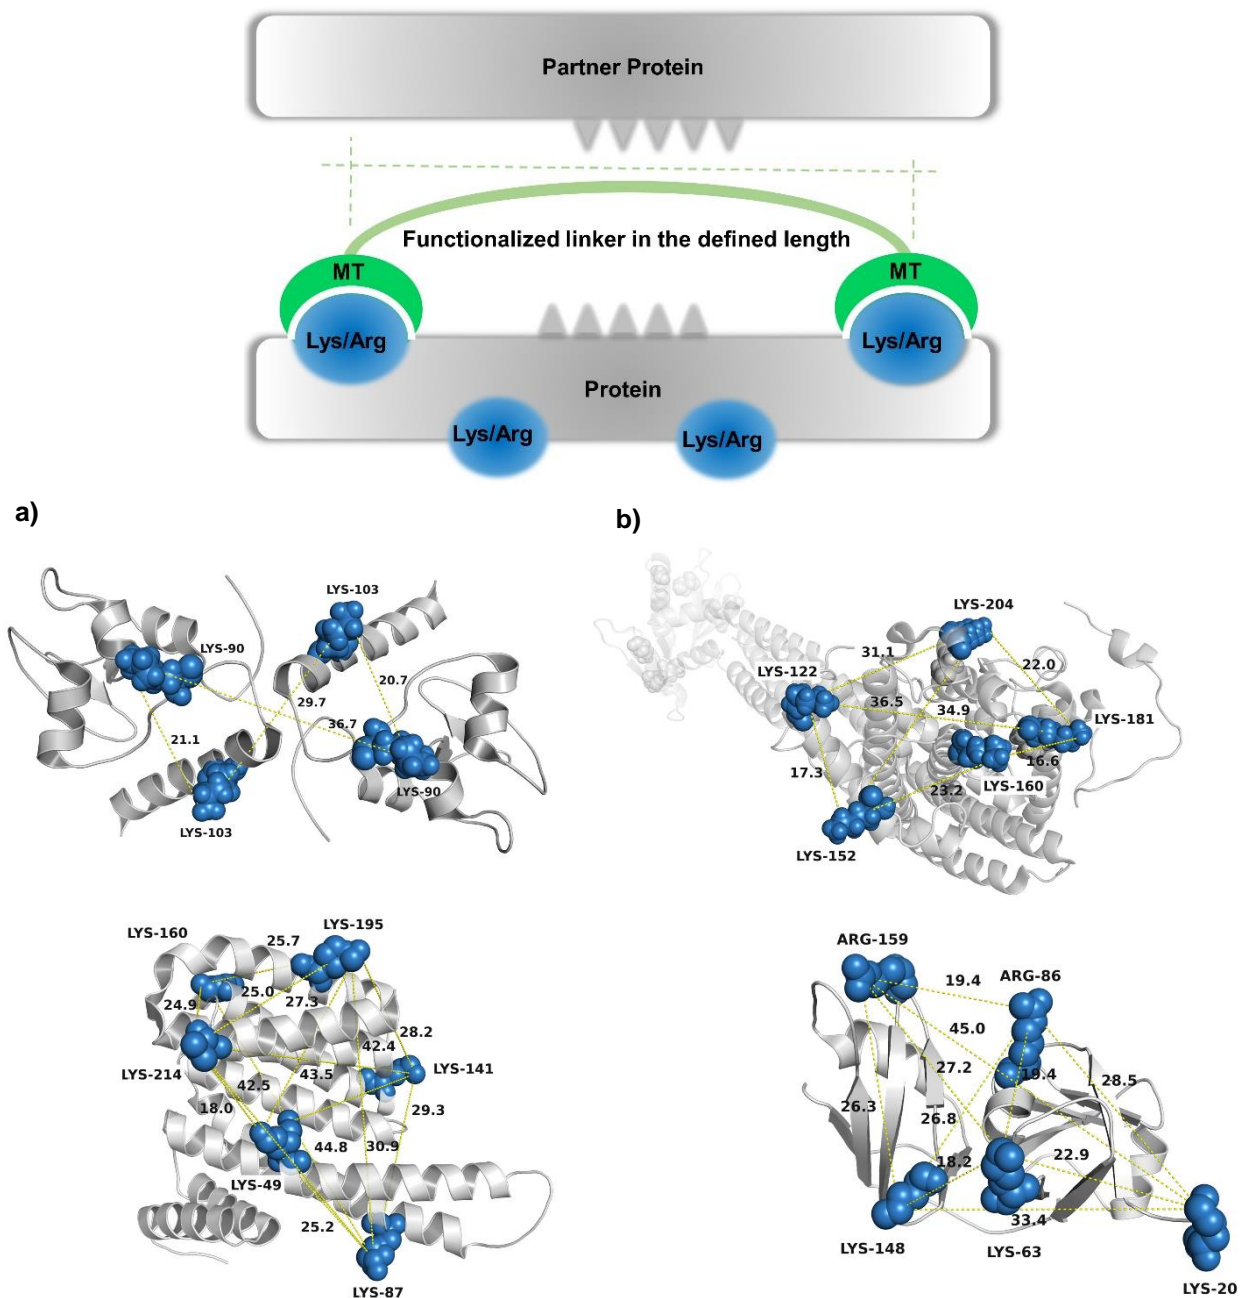 Partner Protein
Functionalized linker in the defined length
MT
MT
Lys/Arg
Lys/Arg
Protein
Lys/Arg
Lys/Arg
a)
LYS-103
LYS-90
20.7
29.7
36.7
21.1
LYS-90
LYS-103
b)
LYS-204
31.1
22.0
LYS-122
36.5
34.9
LYS-181
17.3
16.6
LYS-160
23.2
LYS-152
LYS-195
LYS-160
25.7
24.9
25.0
27.3
28.2
42.4
LYS-214
43.5
LYS-141
42.5
18.0
29.3
44.8
30.9
LYS-49
25.2
LYS-87
ARG-159
ARG-86
19.4
45.0
27.2
19.4
28.5
26.3
26.8
18.2
22.9
33.4
LYS-148
LYS-63
LYS-20